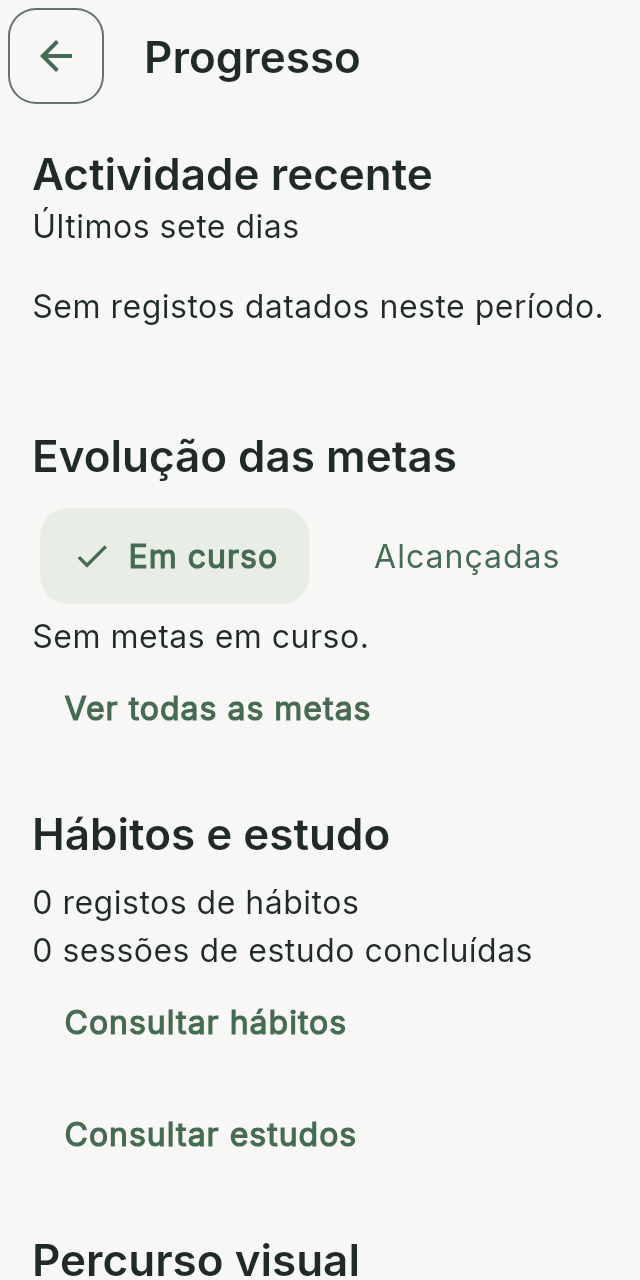 Progresso
Actividade recente
Últimos sete dias
Sem registos datados neste período.
Evolução das metas
Em curso
Alcançadas
Sem metas em curso.
Ver todas as metas
Hábitos e estudo
0 registos de hábitos
0 sessões de estudo concluídas
Consultar hábitos
Consultar estudos
Percurso visual